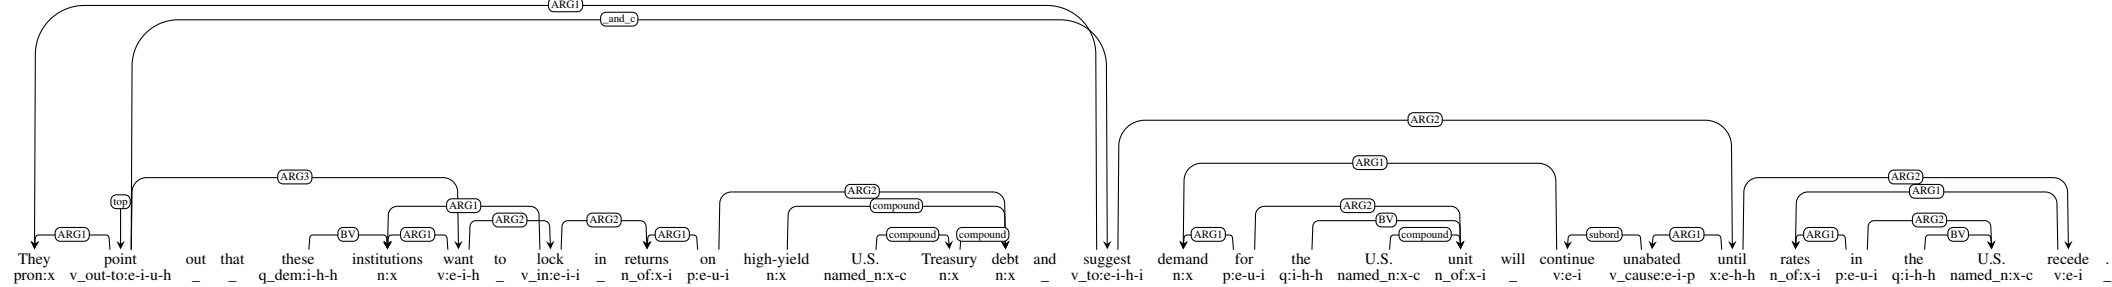 ARG1
_and_c
ARG2
ARG1
ARG3 ARG2 ARG1
ARG2
top compound
ARG1 ARG2 ARG2 ARG2 BV ARG2
ARG1 BV ARG1 ARG1 compound compound ARG1 compound subord ARG1 ARG1 BV
They point out that these institutions want to lock in returns on high-yield U.S. Treasury debt and suggest demand for the U.S. unit will continue unabated until rates in the U.S. recede .
pron:x v_out-to:e-i-u-h _ _ q_dem:i-h-h n:x v:e-i-h _ v_in:e-i-i _ n_of:x-i p:e-u-i n:x named_n:x-c n:x n:x _ v_to:e-i-h-i n:x p:e-u-i q:i-h-h named_n:x-c n_of:x-i _ v:e-i v_cause:e-i-p x:e-h-h n_of:x-i p:e-u-i q:i-h-h named_n:x-c v:e-i _